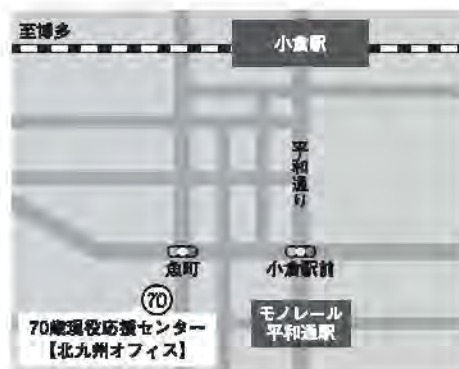 至博多
小倉駅
平和通り
魚町
小倉駅前
70
70歳現役応援センター
【北九州オフィス】
モノレール
平和通駅